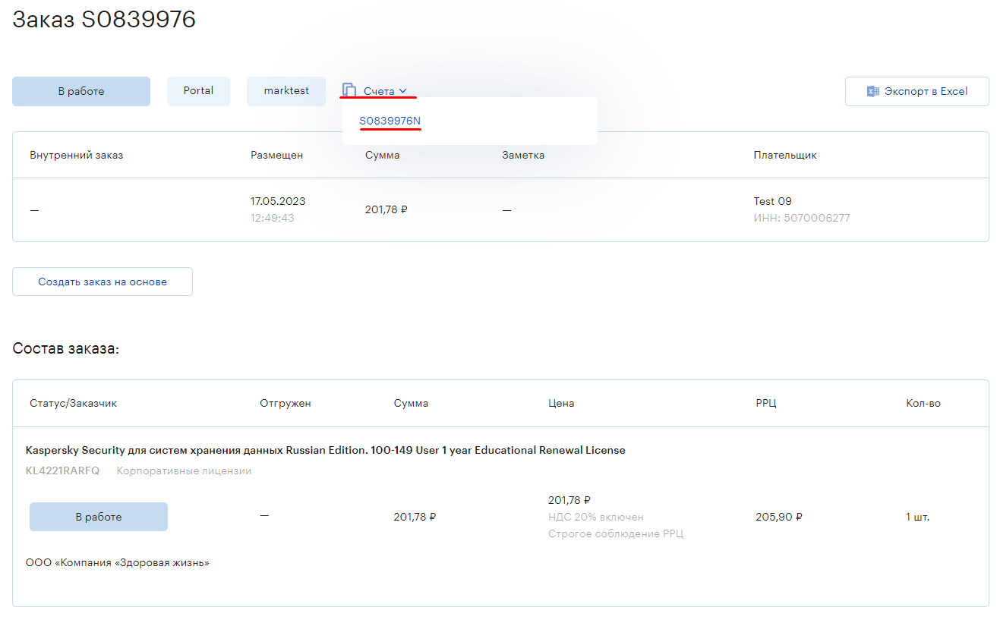 Заказ S0839976
В работе
Portal
marktest
Счета
Экспорт в Excel
S0839976N
Внутренний заказ
Размещен
Сумма
Заметка
Плательщик
—
17.05.2023
12:49:43
201,78 ₽
—
Test 09
ИНН: 5070006277
Создать заказ на основе
Состав заказа:
Статус/Заказчик
Отгружен
Сумма
Цена
РРЦ
Кол-во
Kaspersky Security для систем хранения данных Russian Edition. 100-149 User 1 year Educational Renewal License
KL4221RARFQ Корпоративные лицензии
В работе
—
201,78 ₽
201,78 ₽
НДС 20% включен
Строгое соблюдение РРЦ
205,90 ₽
1 шт.
ООО «Компания «Здоровая жизнь»